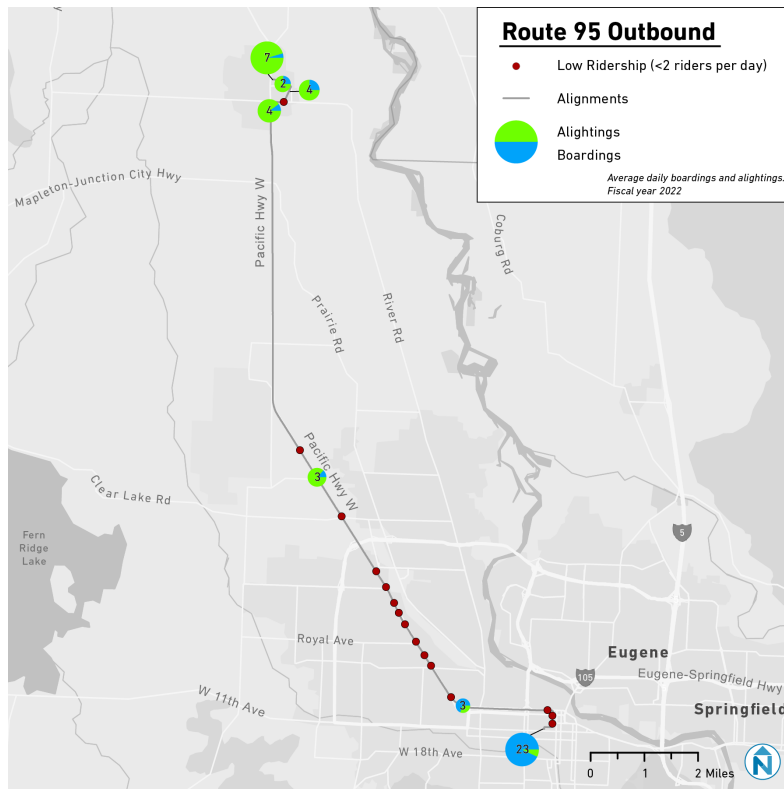 Route 95 Outbound
Low Ridership (<2 riders per day)
Alignments
Alightings
Boardings
Average daily boardings and alightings.
Fiscal year 2022
7
2
4
4
Mapleton-Junction City Hwy
Pacific Hwy W
Coburg Rd
Prairie Rd
River Rd
Pacific Hwy W
3
Clear Lake Rd
Fern
Ridge
Lake
5
Royal Ave
Eugene
105
Eugene-Springfield Hwy
W 11th Ave
3
Springfield
W 18th Ave
23
0 1 2 Miles
N